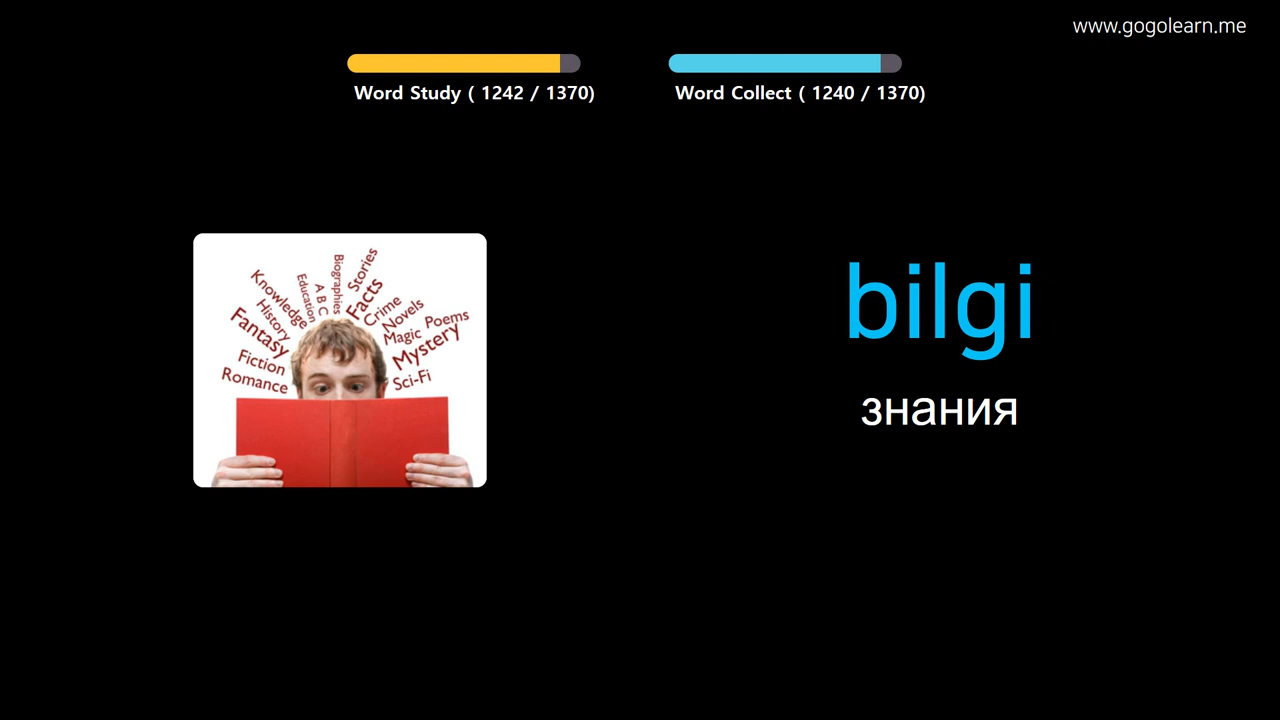 www.gogolearn.me
Word Study ( 1242 / 1370)
Word Collect ( 1240 / 1370)
Knowledge
History
Fantasy
Fiction
Romance
Education
A B C
Biographies
Stories
Facts
Crime
Novels
Magic
Poems
Mystery
Sci-Fi
bilgi
знания